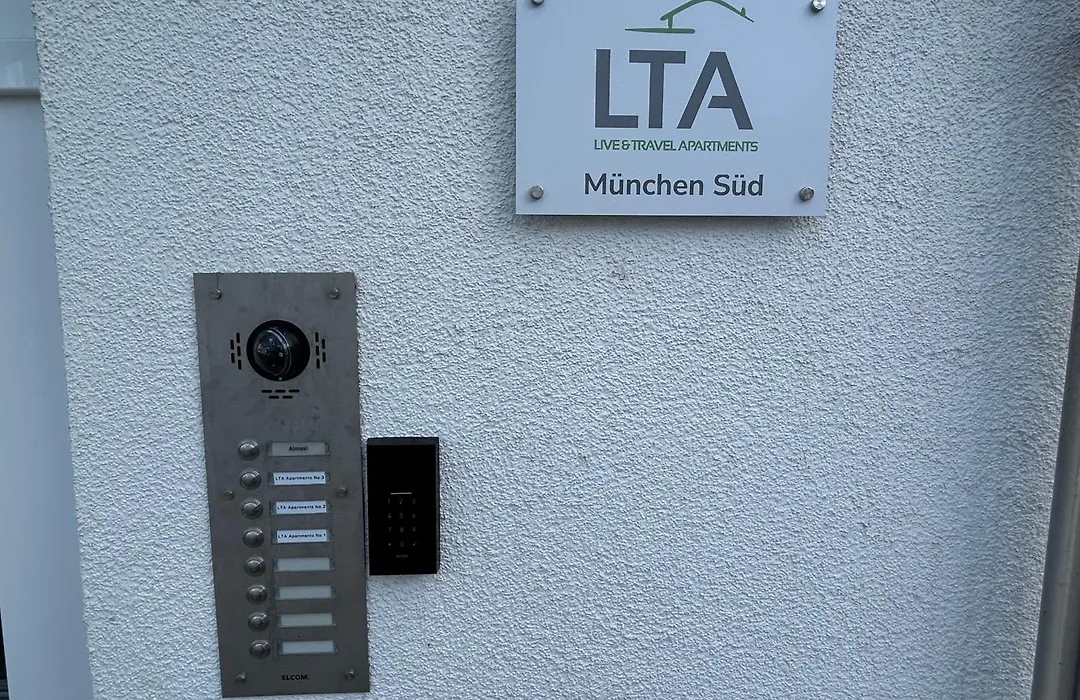 LTA
LIVE & TRAVEL APARTMENTS
München Süd
LTA Apartments No.3
LTA Apartments No.2
LTA Apartments No.1
ELCOM.